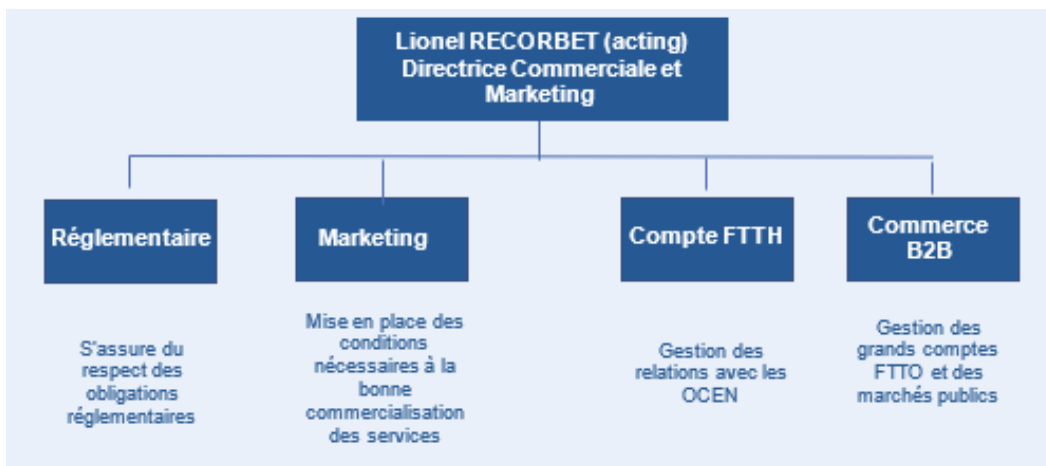 Lionel RECORBET (acting)
Directrice Commerciale et
Marketing
Réglementaire
Marketing
Compte FTTH
Commerce
B2B
S'assure du
respect des
obligations
réglementaires
Mise en place des
conditions
nécessaires à la
bonne
commercialisation
des services
Gestion des
relations avec les
OCEN
Gestion des
grands comptes
FTTO et des
marchés publics